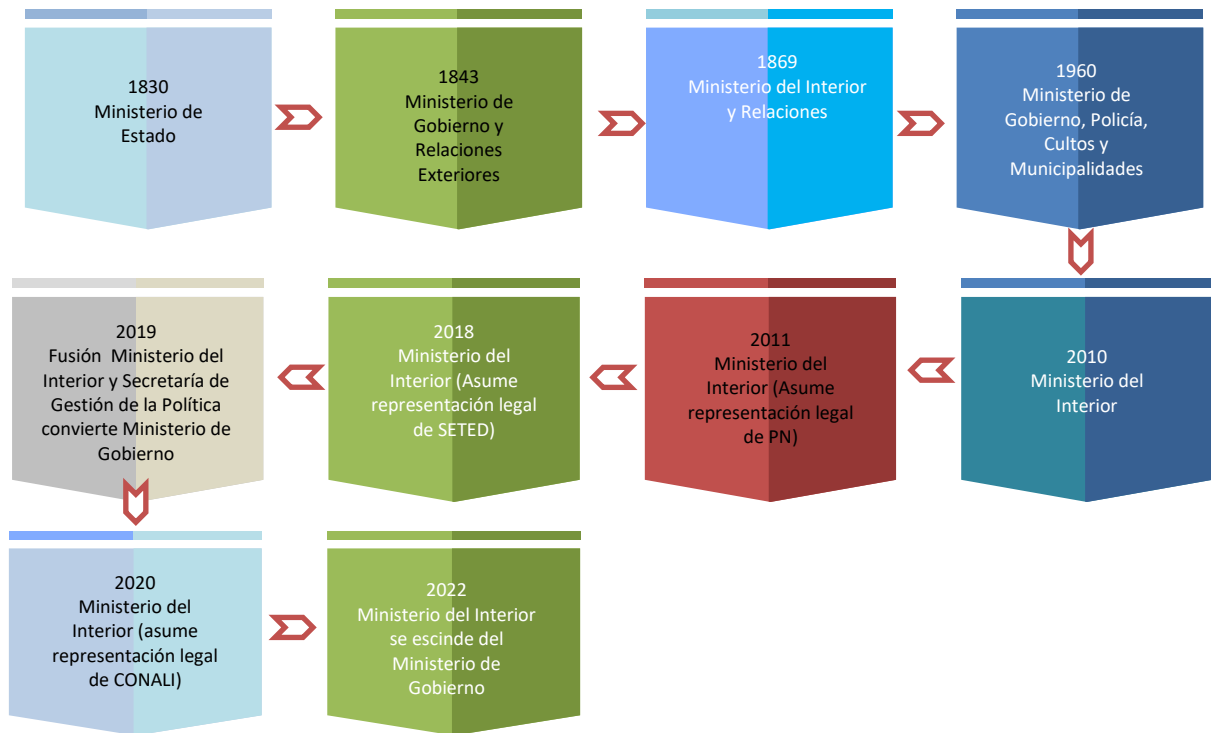 1830
Ministerio de
Estado
1843
Ministerio de
Gobierno y
Relaciones
Exteriores
1869
Ministerio del Interior
y Relaciones
1960
Ministerio de
Gobierno, Policía,
Cultos y
Municipalidades
2010
Ministerio del
Interior
2011
Ministerio del
Interior (Asume
representación legal
de PN)
2018
Ministerio del
Interior (Asume
representación legal
de SETED)
2019
Fusión Ministerio del
Interior y Secretaría de
Gestión de la Política
convierte Ministerio de
Gobierno
2020
Ministerio del
Interior (asume
representación legal
de CONALI)
2022
Ministerio del Interior
se escinde del
Ministerio de
Gobierno